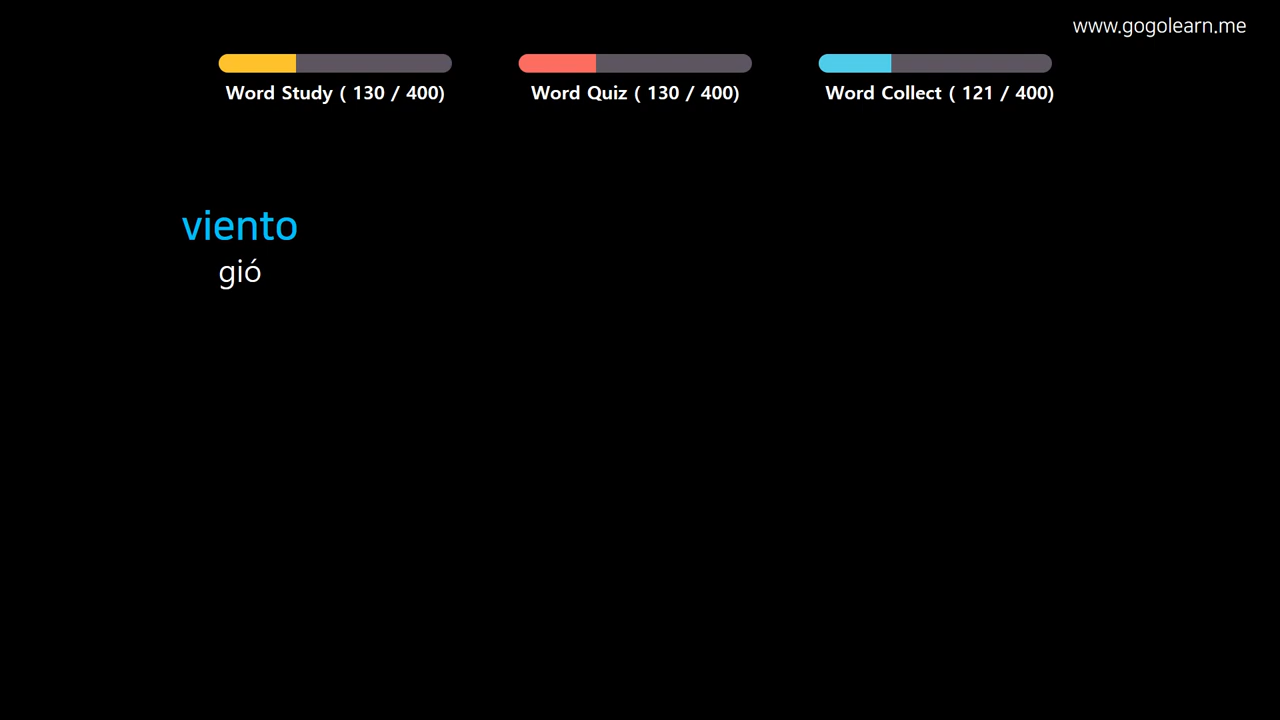 www.gogolearn.me
Word Study ( 130 / 400)
Word Quiz ( 130 / 400)
Word Collect ( 121 / 400)
viento
gió